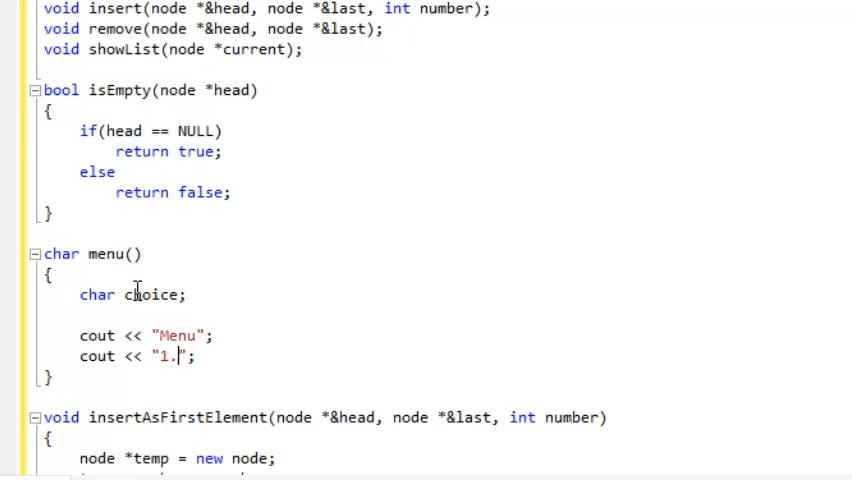 void insert(node *&head, node *&last, int number);
void remove(node *&head, node *&last);
void showList(node *current);
bool isEmpty(node *head)
{
if(head == NULL)
return true;
else
return false;
}
char menu()
{
char choice;
cout << "Menu";
cout << "1.";
}
void insertAsFirstElement(node *&head, node *&last, int number)
{
node *temp = new node;